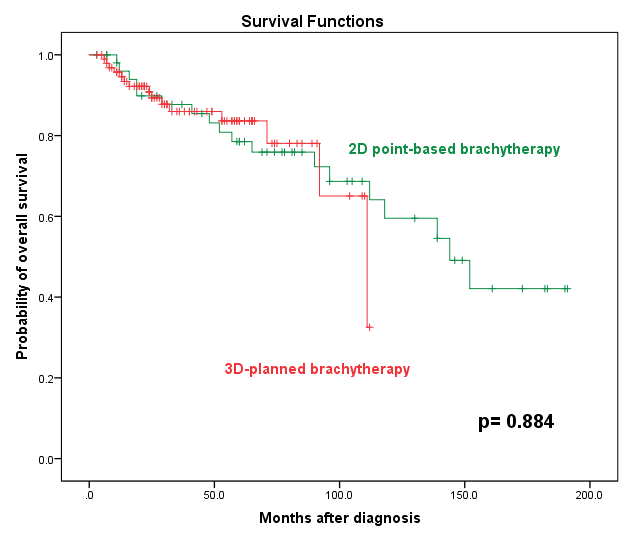 Survival Functions
Probability of overall survival
1.0
0.8
0.6
0.4
0.2
0.0
2D point-based brachytherapy
3D-planned brachytherapy
p= 0.884
.0
50.0
100.0
150.0
200.0
Months after diagnosis